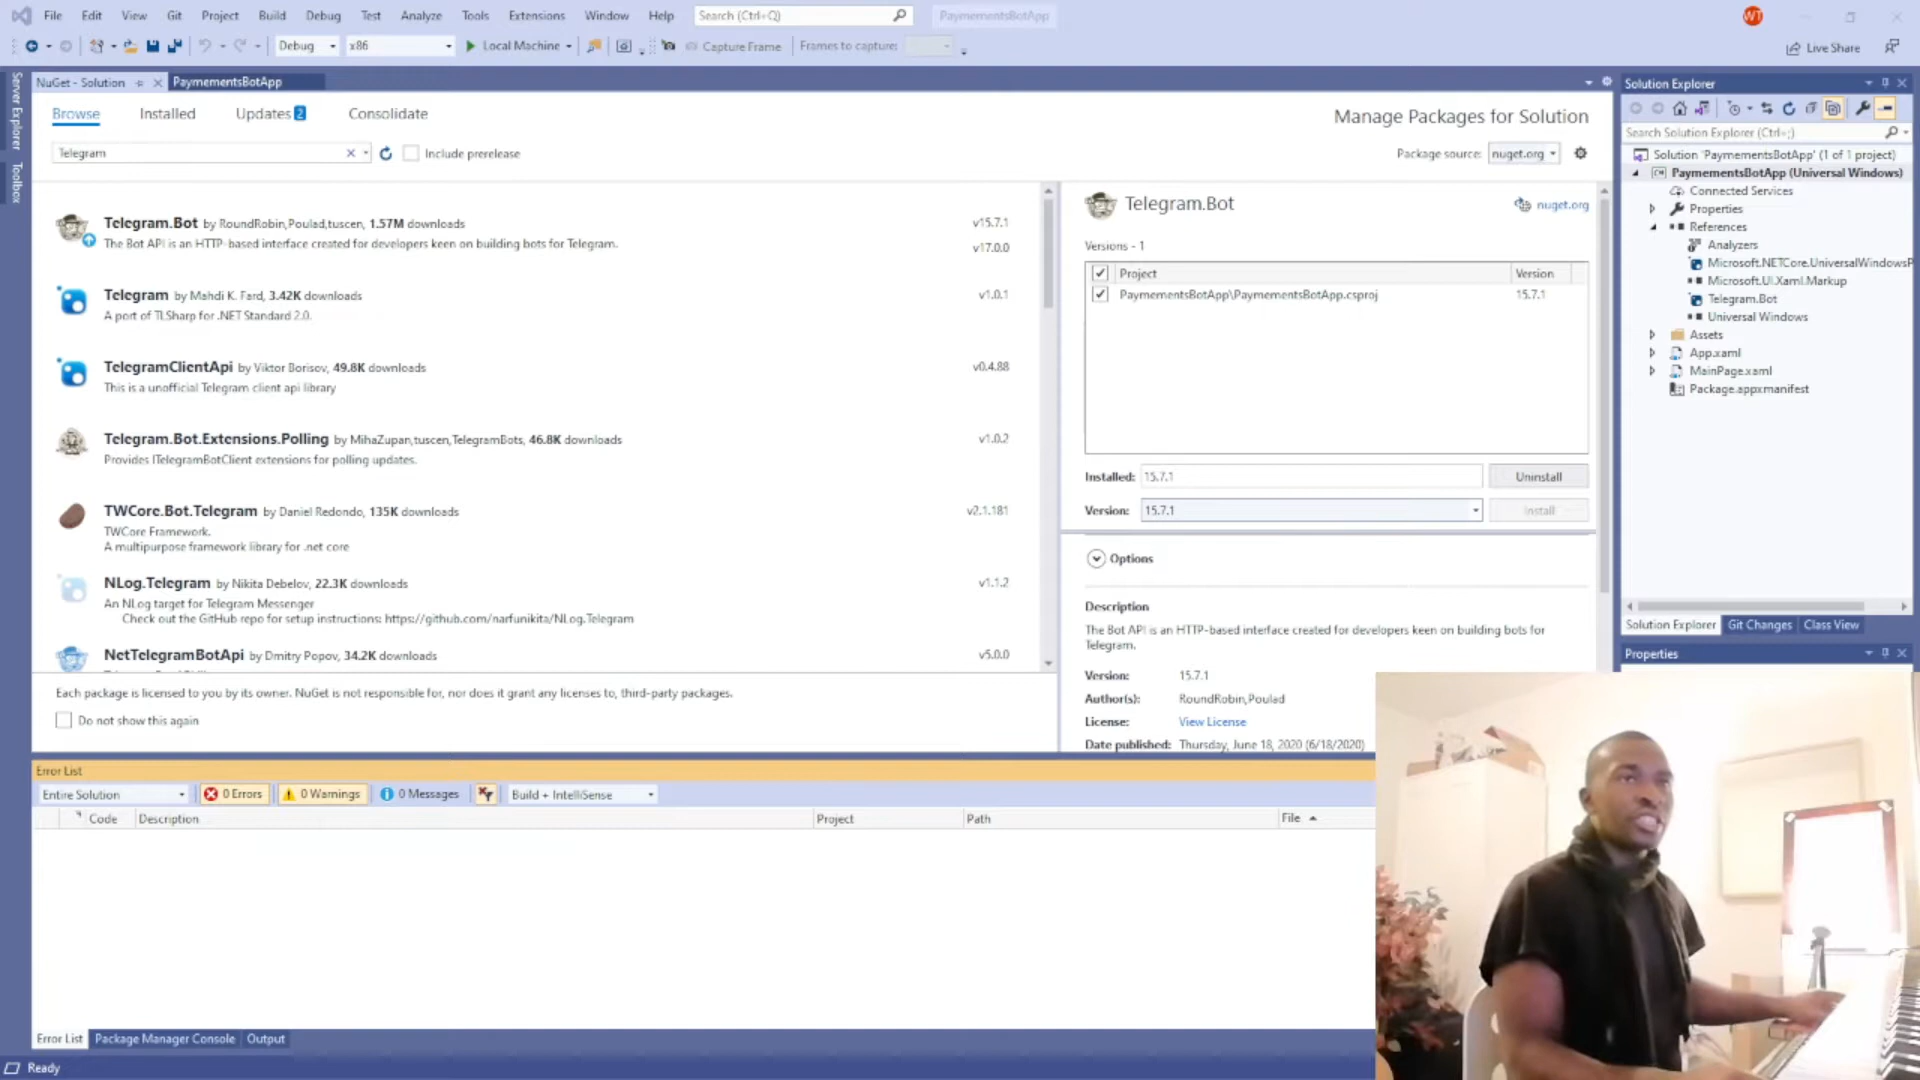 File Edit View Git Project Build Debug Test Analyze Tools Extensions Window Help Search (Ctrl+Q) PaymementsBotApp WT
Debug x86 Local Machine Capture Frame Frames to capture: Live Share
Server Explorer
Toolbox
NuGet - Solution PaymementsBotApp
Browse Installed Updates 2 Consolidate
Manage Packages for Solution
Telegram Include prerelease
Package source: nuget.org
Telegram.Bot by RoundRobin,Poulad,tuscen, 1.57M downloads v15.7.1
The Bot API is an HTTP-based interface created for developers keen on building bots for Telegram. v17.0.0
Telegram by Mahdi K. Fard, 3.42K downloads v1.0.1
A port of TLSharp for .NET Standard 2.0.
TelegramClientApi by Viktor Borisov, 49.8K downloads v0.4.88
This is a unofficial Telegram client api library
Telegram.Bot.Extensions.Polling by MihaZupan,tuscen,TelegramBots, 46.8K downloads v1.0.2
Provides ITelegramBotClient extensions for polling updates.
TWCore.Bot.Telegram by Daniel Redondo, 135K downloads v2.1.181
TWCore Framework.
A multipurpose framework library for .net core
NLog.Telegram by Nikita Debelov, 22.3K downloads v1.1.2
An NLog target for Telegram Messenger
Check out the GitHub repo for setup instructions: https://github.com/narfunikita/NLog.Telegram
NetTelegramBotApi by Dmitry Popov, 34.2K downloads v5.0.0
Each package is licensed to you by its owner. NuGet is not responsible for, nor does it grant any licenses to, third-party packages.
Do not show this again
Telegram.Bot nuget.org
Versions - 1
Project Version
PaymementsBotApp\PaymementsBotApp.csproj 15.7.1
Installed: 15.7.1 Uninstall
Version: 15.7.1 Install
Options
Description
The Bot API is an HTTP-based interface created for developers keen on building bots for
Telegram.
Version: 15.7.1
Author(s): RoundRobin,Poulad
License: View License
Date published: Thursday, June 18, 2020 (6/18/2020)
Solution Explorer
Search Solution Explorer (Ctrl+;)
Solution 'PaymementsBotApp' (1 of 1 project)
PaymementsBotApp (Universal Windows)
Connected Services
Properties
References
Analyzers
Microsoft.NETCore.UniversalWindowsP
Microsoft.UI.Xaml.Markup
Telegram.Bot
Universal Windows
Assets
App.xaml
MainPage.xaml
Package.appxmanifest
Solution Explorer Git Changes Class View
Properties
Error List
Entire Solution 0 Errors 0 Warnings 0 Messages Build + IntelliSense
Code Description Project Path File
Error List Package Manager Console Output
Ready